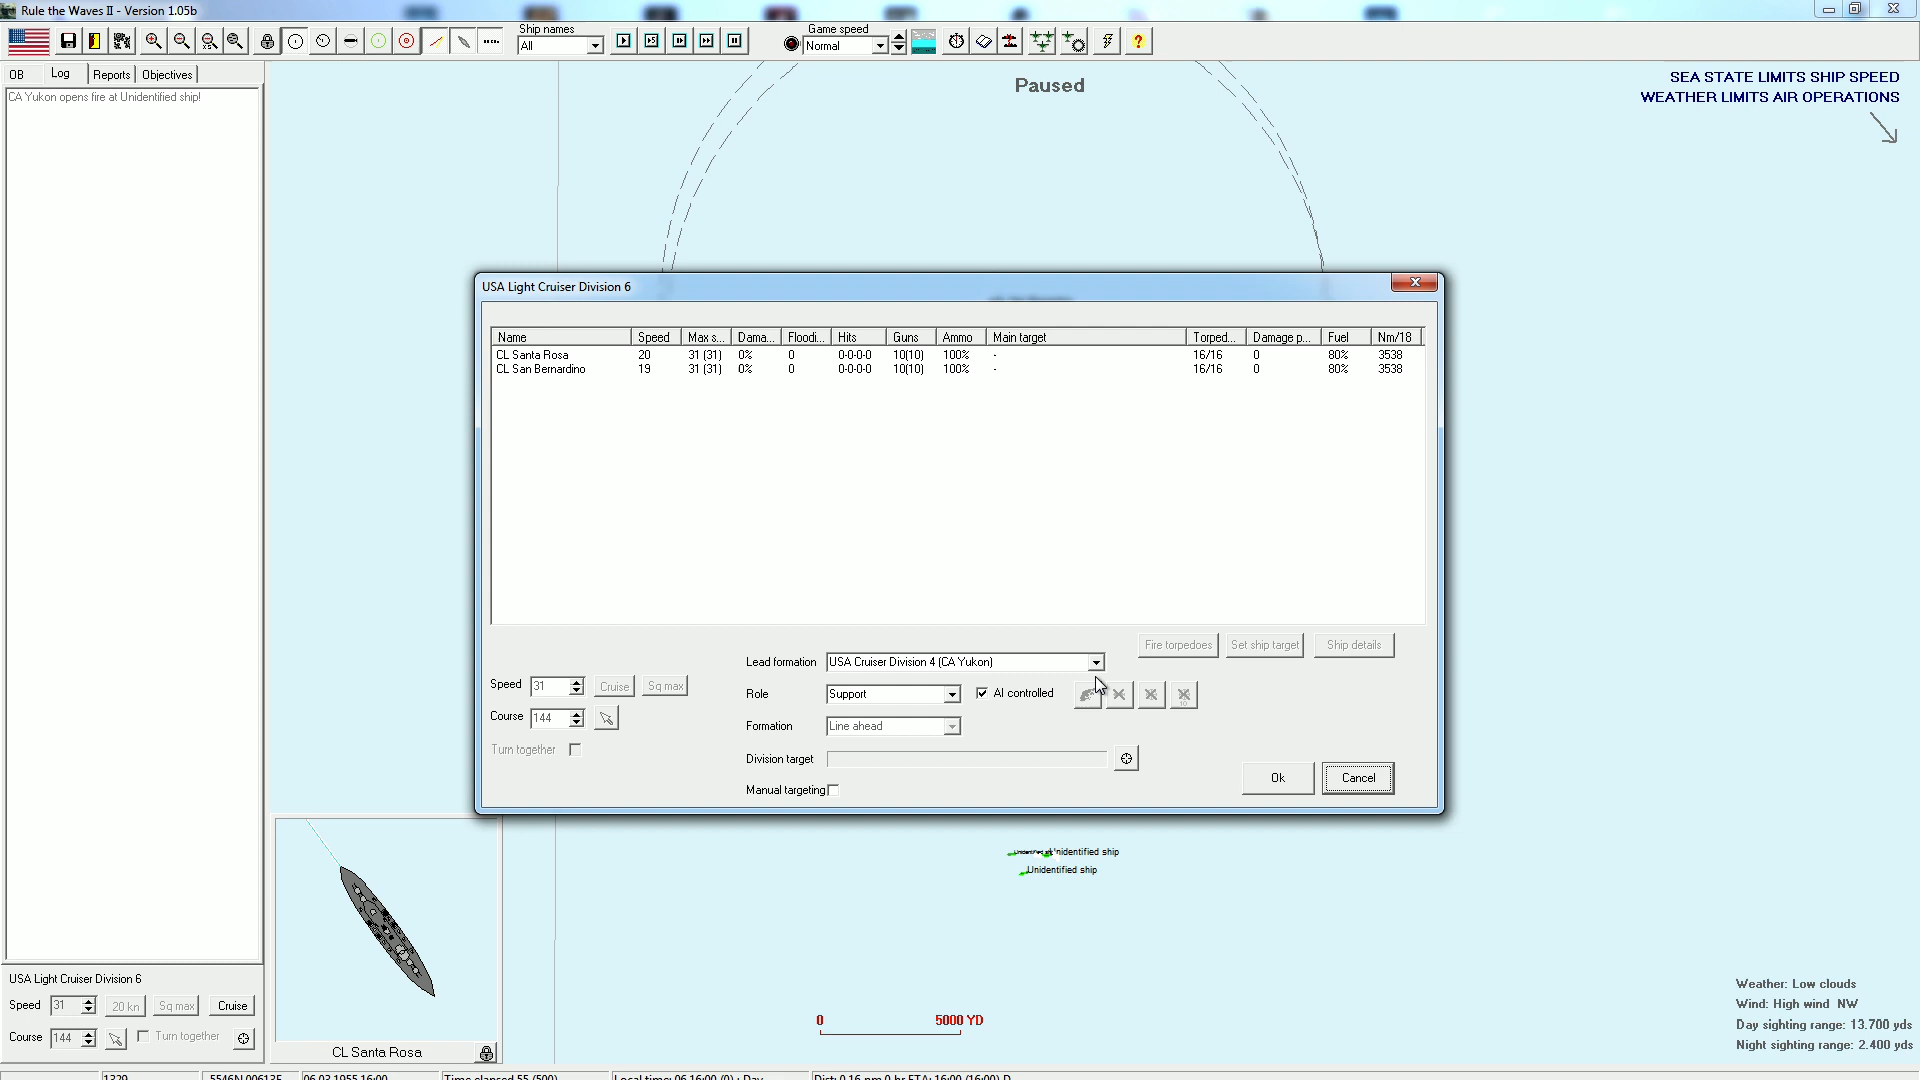 Rule the Waves II - Version 1.05b
Ship names
All
Game speed
Normal
OB Log Reports Objectives
CA Yukon opens fire at Unidentified ship!
Paused
SEA STATE LIMITS SHIP SPEED
WEATHER LIMITS AIR OPERATIONS
USA Light Cruiser Division 6
Name Speed Max s... Dama... Floodi... Hits Guns Ammo Main target Torped... Damage p... Fuel Nm/18
CL Santa Rosa 20 31 (31) 0% 0 0-0-0-0 10(10) 100% - 16/16 0 80% 3538
CL San Bernardino 19 31 (31) 0% 0 0-0-0-0 10(10) 100% - 16/16 0 80% 3538
Fire torpedoes Set ship target Ship details
Lead formation USA Cruiser Division 4 (CA Yukon)
Speed 31 Cruise Sq max
Role Support AI controlled
10
Course 144
Formation Line ahead
Turn together
Division target
Ok Cancel
Manual targeting
Unidentified ship
Unidentified ship
USA Light Cruiser Division 6
Speed 31 20 kn Sq max Cruise
Course 144 Turn together
CL Santa Rosa
0 5000 YD
Weather: Low clouds
Wind: High wind NW
Day sighting range: 13.700 yds
Night sighting range: 2.400 yds